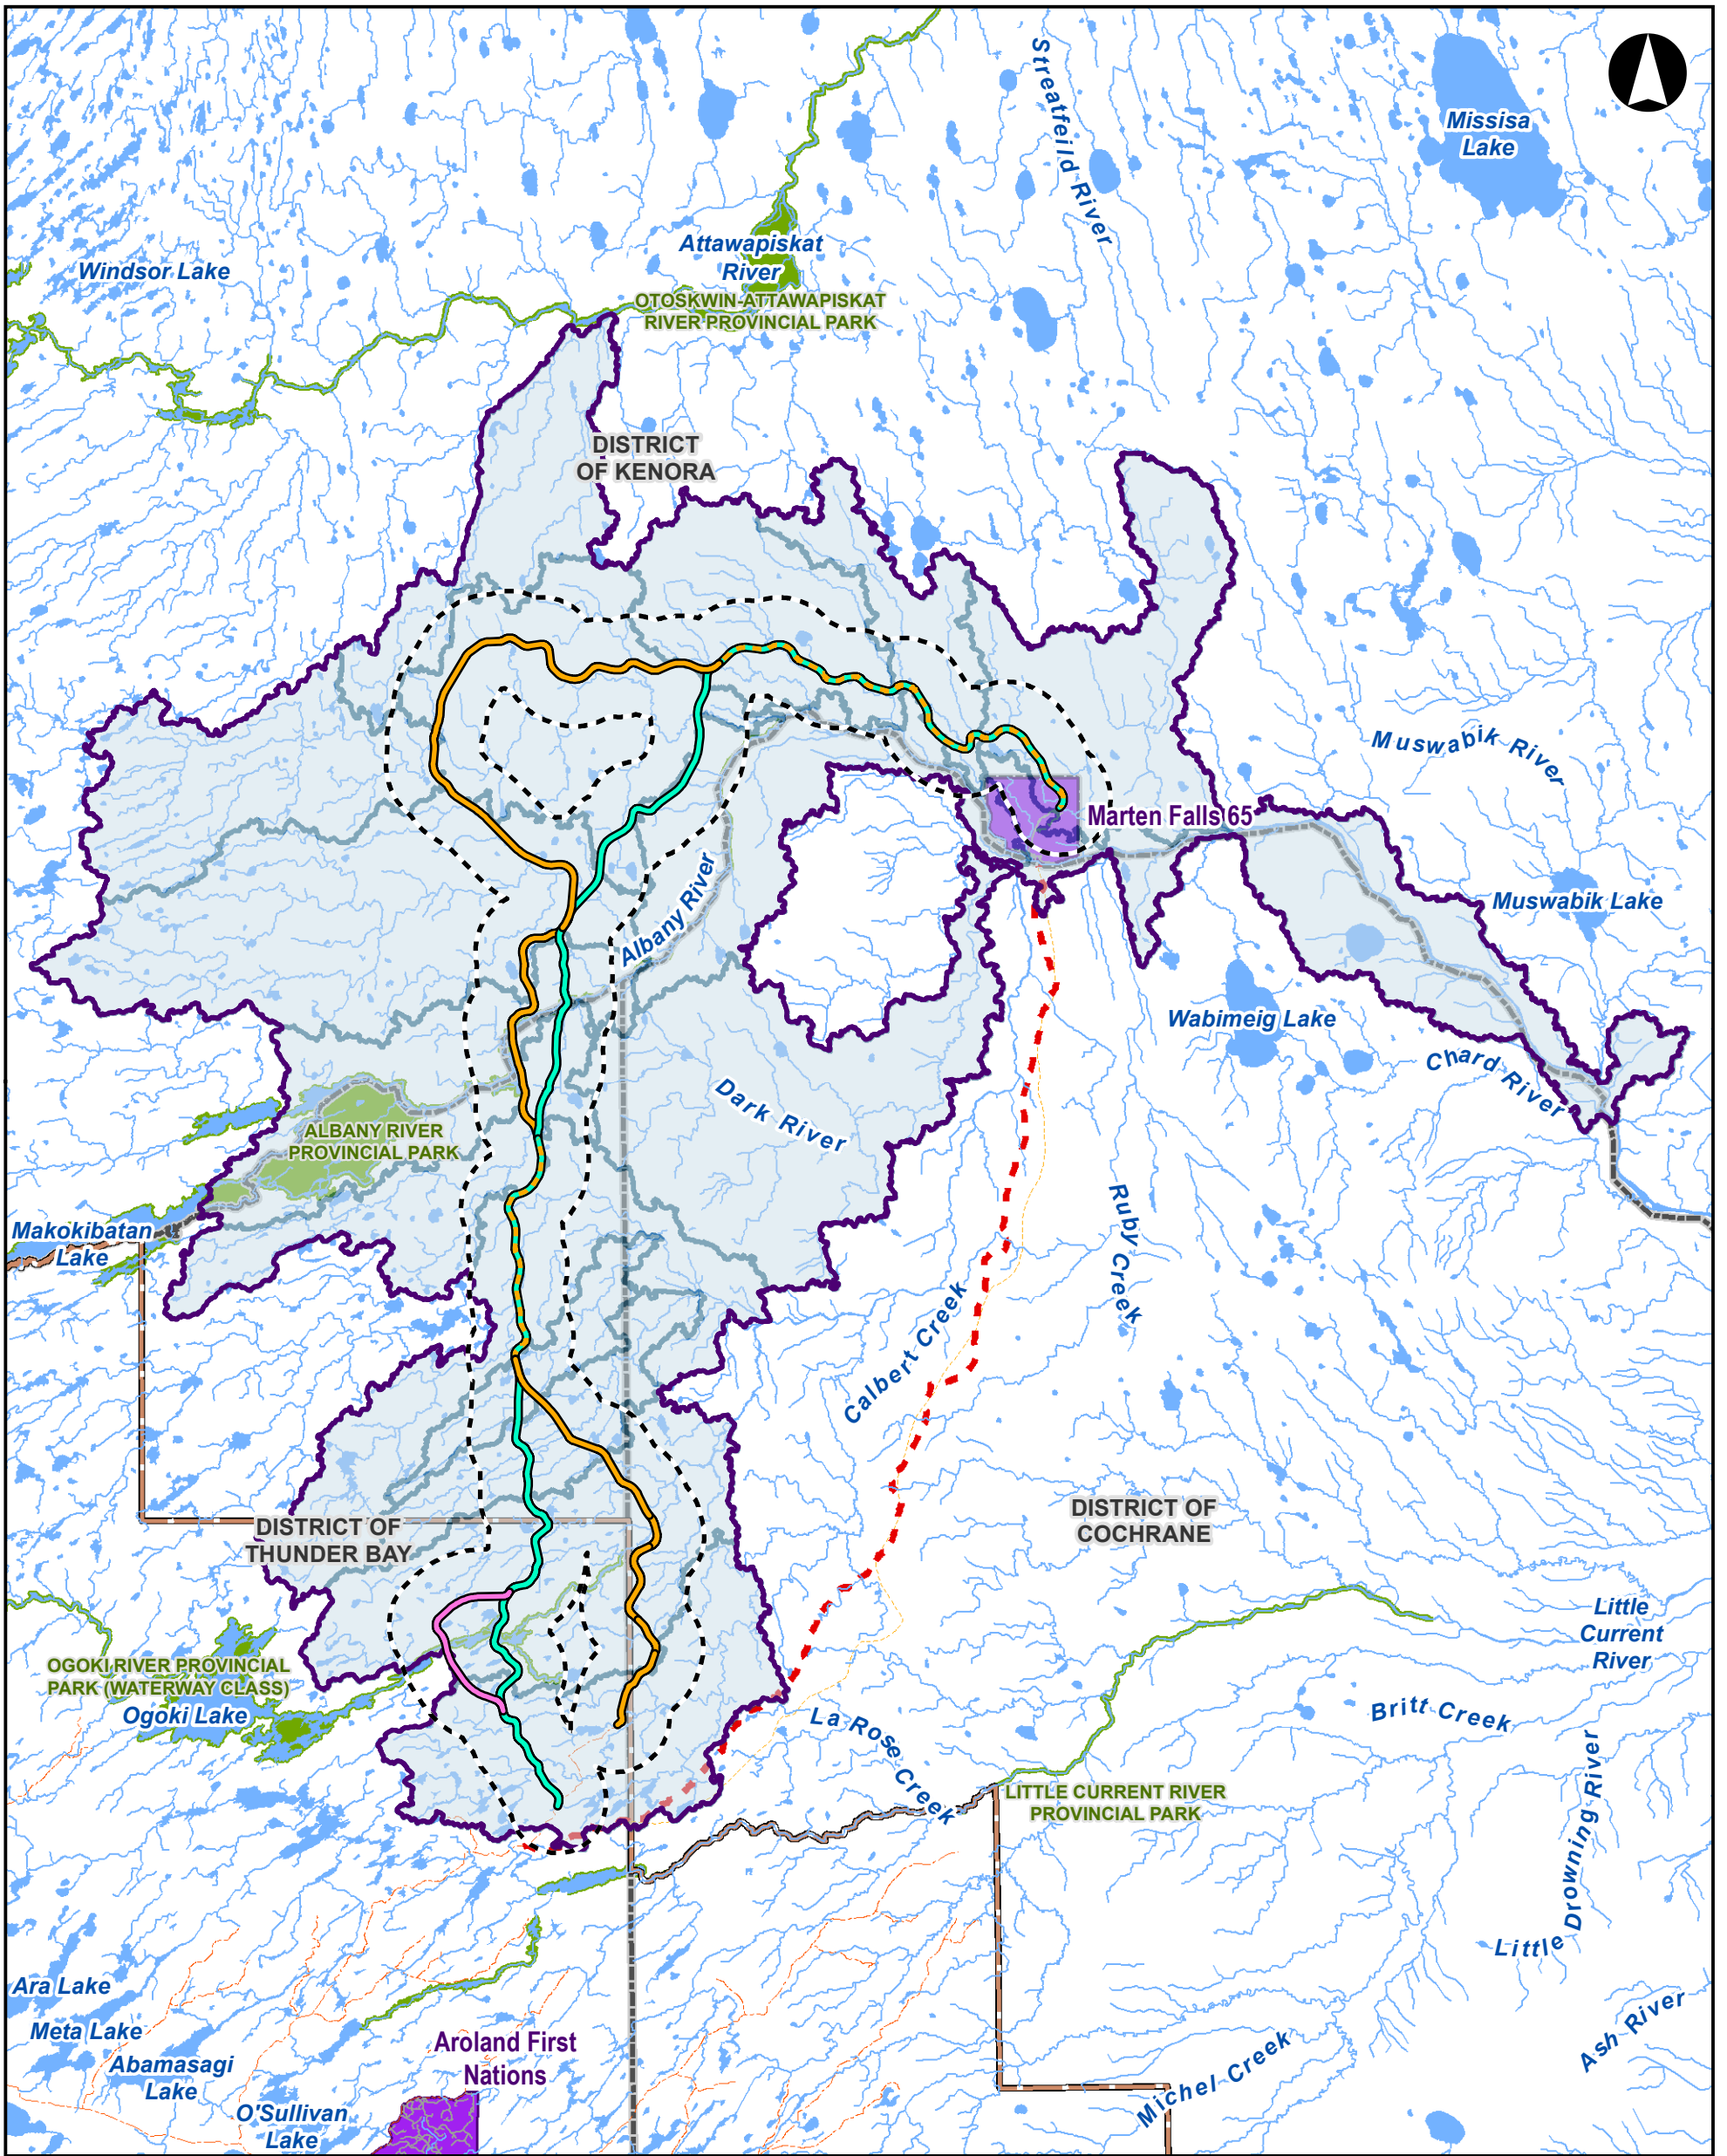 Streatfeild River
Missisa
Lake
Attawapiskat
River
Windsor Lake
OTOSKWIN-ATTAWAPISKAT
RIVER PROVINCIAL PARK
DISTRICT
OF KENORA
Muswabik River
Marten Falls 65
Albany River
Muswabik Lake
Wabimeig Lake
Chard River
Dark River
ALBANY RIVER
PROVINCIAL PARK
Makokibatan
Lake
Ruby Creek
Calbert Creek
DISTRICT OF
COCHRANE
DISTRICT OF
THUNDER BAY
Little
Current
River
OGOKI RIVER PROVINCIAL
PARK (WATERWAY CLASS)
Ogoki Lake
La Rose Creek
Britt Creek
LITTLE CURRENT RIVER
PROVINCIAL PARK
Little Drowning River
Ara Lake
Meta Lake
Abamasagi
Lake
Aroland First
Nations
O'Sullivan
Lake
Michel Creek
Ash River